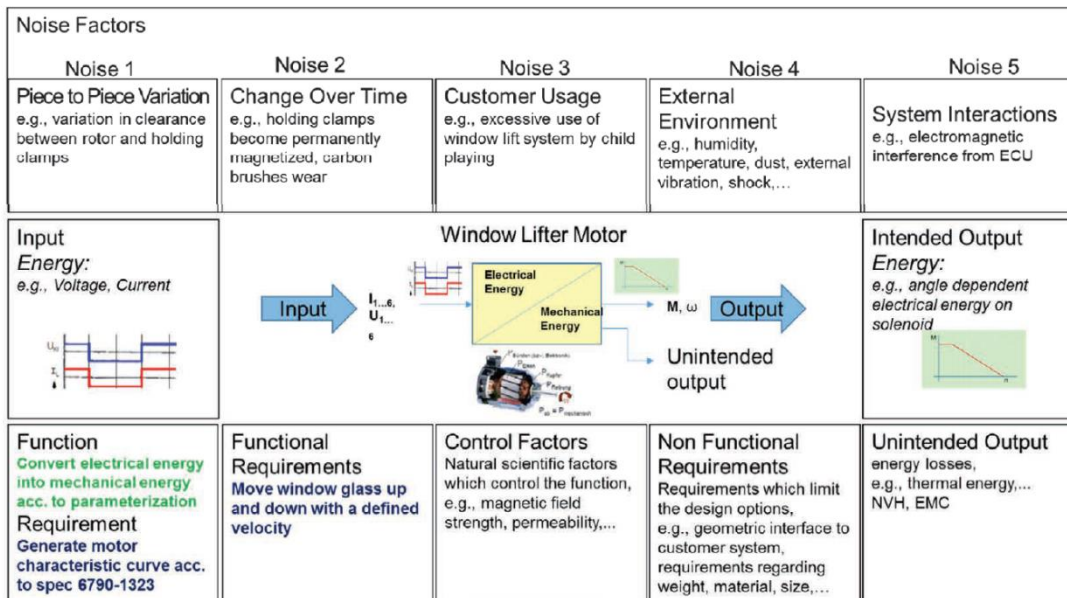 Noise Factors
Noise 1
Noise 2
Noise 3
Noise 4
Noise 5
Piece to Piece Variation
e.g., variation in clearance
between rotor and holding
clamps
Change Over Time
e.g., holding clamps
become permanently
magnetized, carbon
brushes wear
Customer Usage
e.g., excessive use of
window lift system by child
playing
External
Environment
e.g., humidity,
temperature, dust, external
vibration, shock,…
System Interactions
e.g., electromagnetic
interference from ECU
Input
Energy:
e.g., Voltage, Current
Window Lifter Motor
Input
I1...6,
U1...
6
Electrical
Energy
Mechanical
Energy
M, ω
Output
Unintended
output
Intended Output
Energy:
e.g., angle dependent
electrical energy on
solenoid
M
n
Function
Convert electrical energy
into mechanical energy
acc. to parameterization
Requirement
Generate motor
characteristic curve acc.
to spec 6790-1323
Functional
Requirements
Move window glass up
and down with a defined
velocity
Control Factors
Natural scientific factors
which control the function,
e.g., magnetic field
strength, permeability,...
Non Functional
Requirements
Requirements which limit
the design options,
e.g., geometric interface to
customer system,
requirements regarding
weight, material, size,…
Unintended Output
energy losses,
e.g., thermal energy,...
NVH, EMC